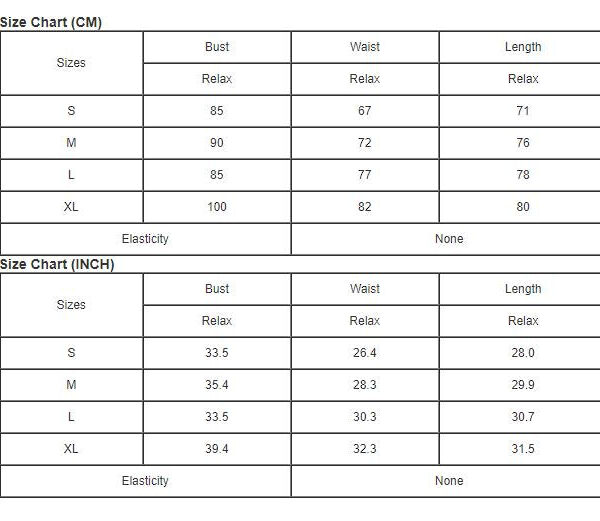 Size Chart (CM)
Sizes Bust Waist Length
Relax Relax Relax
S 85 67 71
M 90 72 76
L 85 77 78
XL 100 82 80
Elasticity None
Size Chart (INCH)
Sizes Bust Waist Length
Relax Relax Relax
S 33.5 26.4 28.0
M 35.4 28.3 29.9
L 33.5 30.3 30.7
XL 39.4 32.3 31.5
Elasticity None